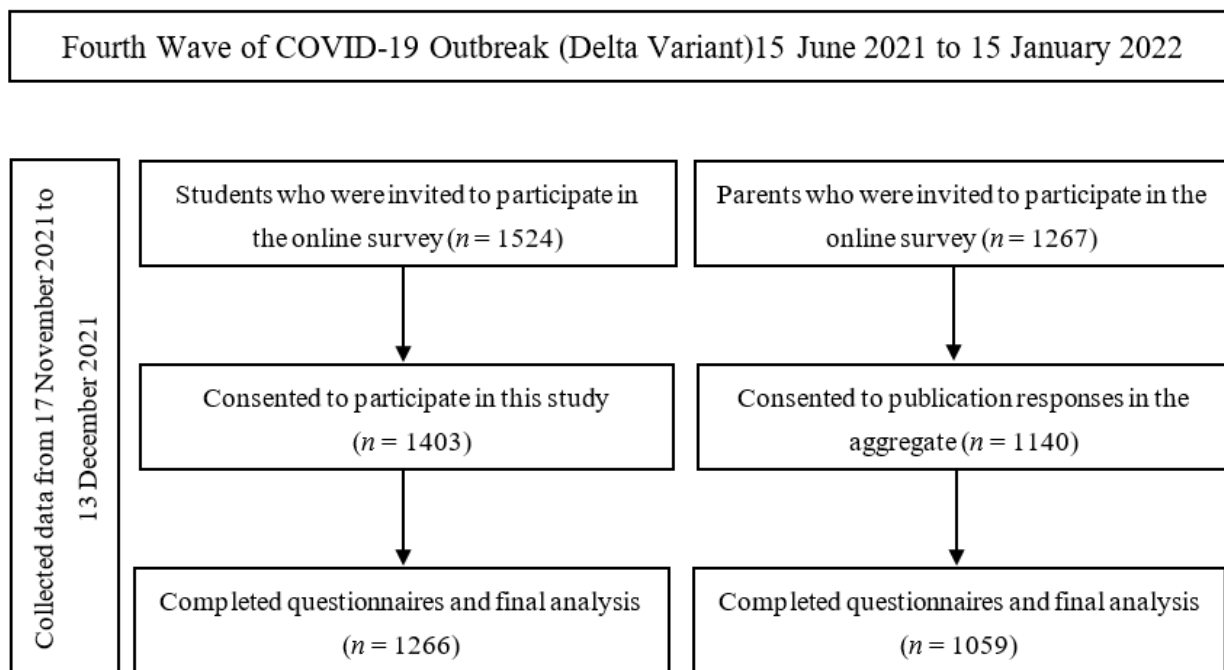 Fourth Wave of COVID-19 Outbreak (Delta Variant)15 June 2021 to 15 January 2022
Collected data from 17 November 2021 to
13 December 2021
Students who were invited to participate in
the online survey (n = 1524)
Parents who were invited to participate in the
online survey (n = 1267)
Consented to participate in this study
(n = 1403)
Consented to publication responses in the
aggregate (n = 1140)
Completed questionnaires and final analysis
(n = 1266)
Completed questionnaires and final analysis
(n = 1059)